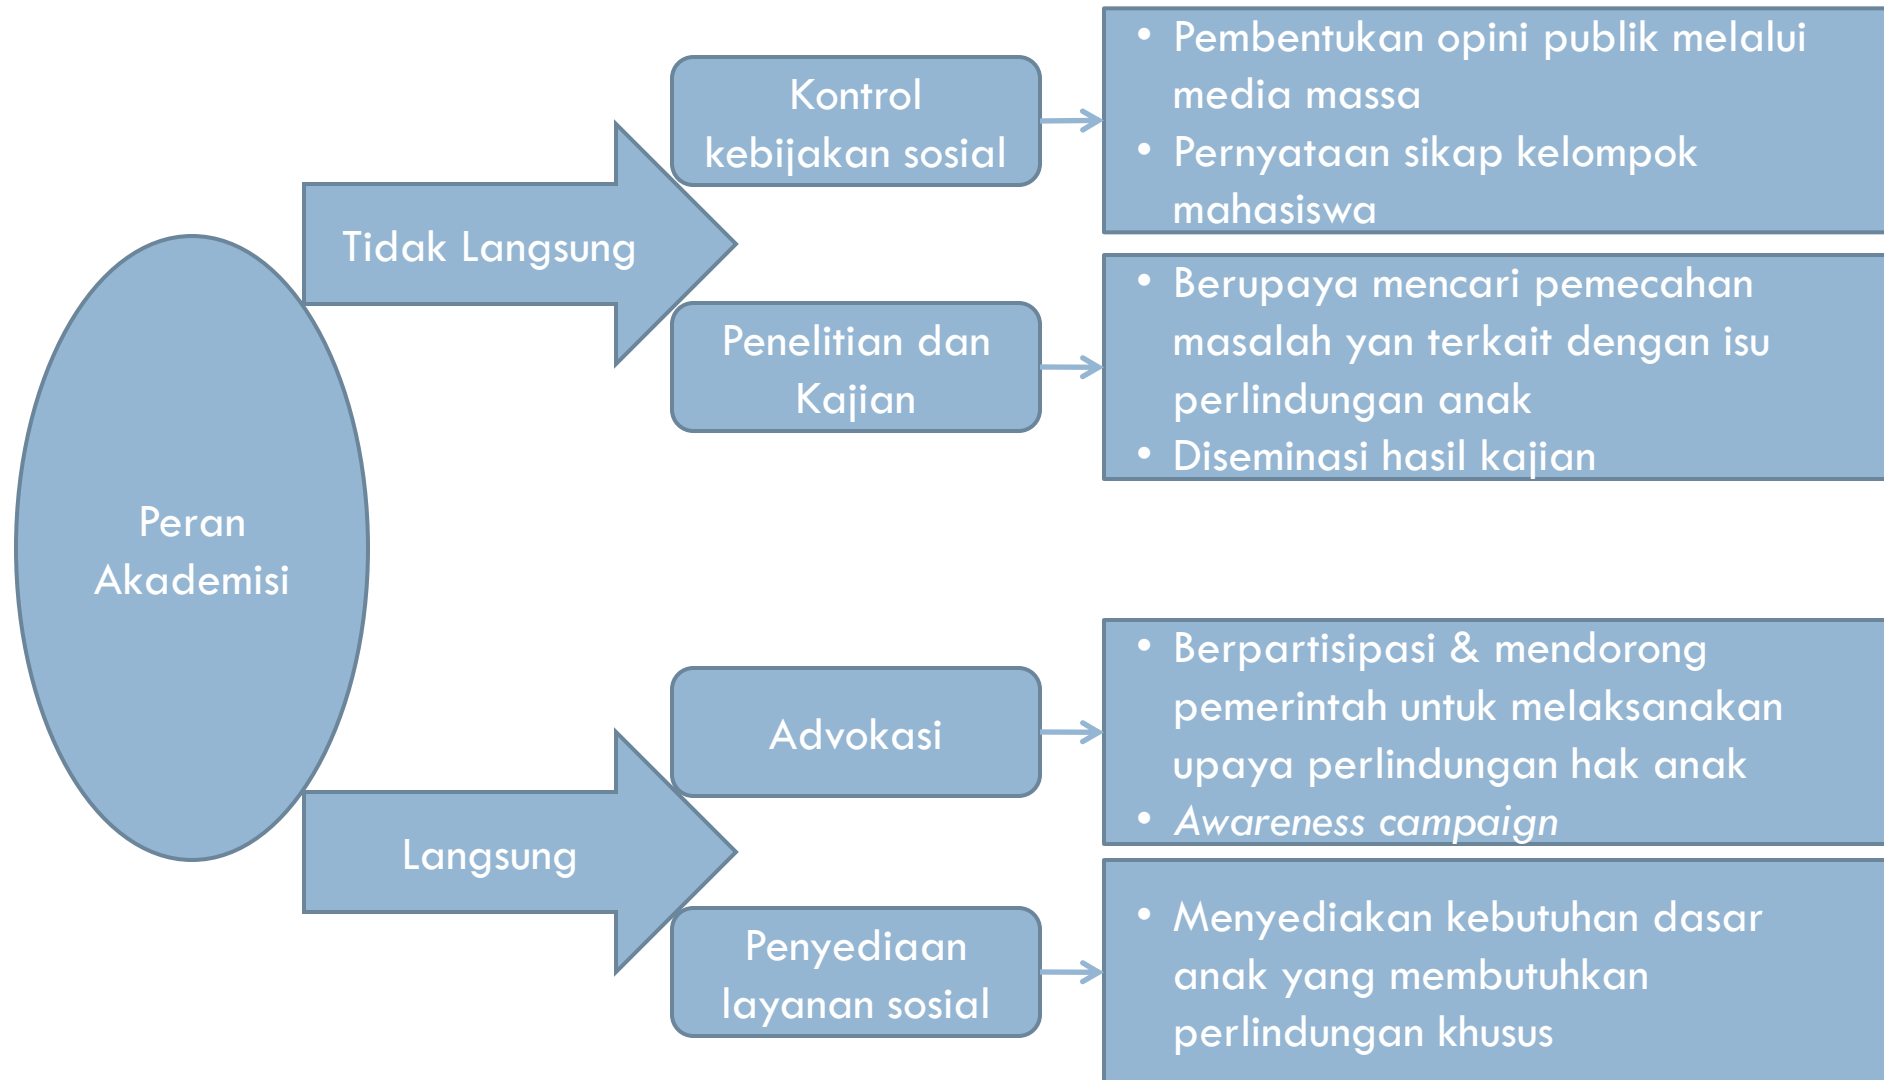 Peran
Akademisi
Tidak Langsung
Kontrol
kebijakan sosial
• Pembentukan opini publik melalui
media massa
• Pernyataan sikap kelompok
mahasiswa
Penelitian dan
Kajian
• Berupaya mencari pemecahan
masalah yan terkait dengan isu
perlindungan anak
• Diseminasi hasil kajian
Langsung
Advokasi
• Berpartisipasi & mendorong
pemerintah untuk melaksanakan
upaya perlindungan hak anak
• Awareness campaign
Penyediaan
layanan sosial
• Menyediakan kebutuhan dasar
anak yang membutuhkan
perlindungan khusus